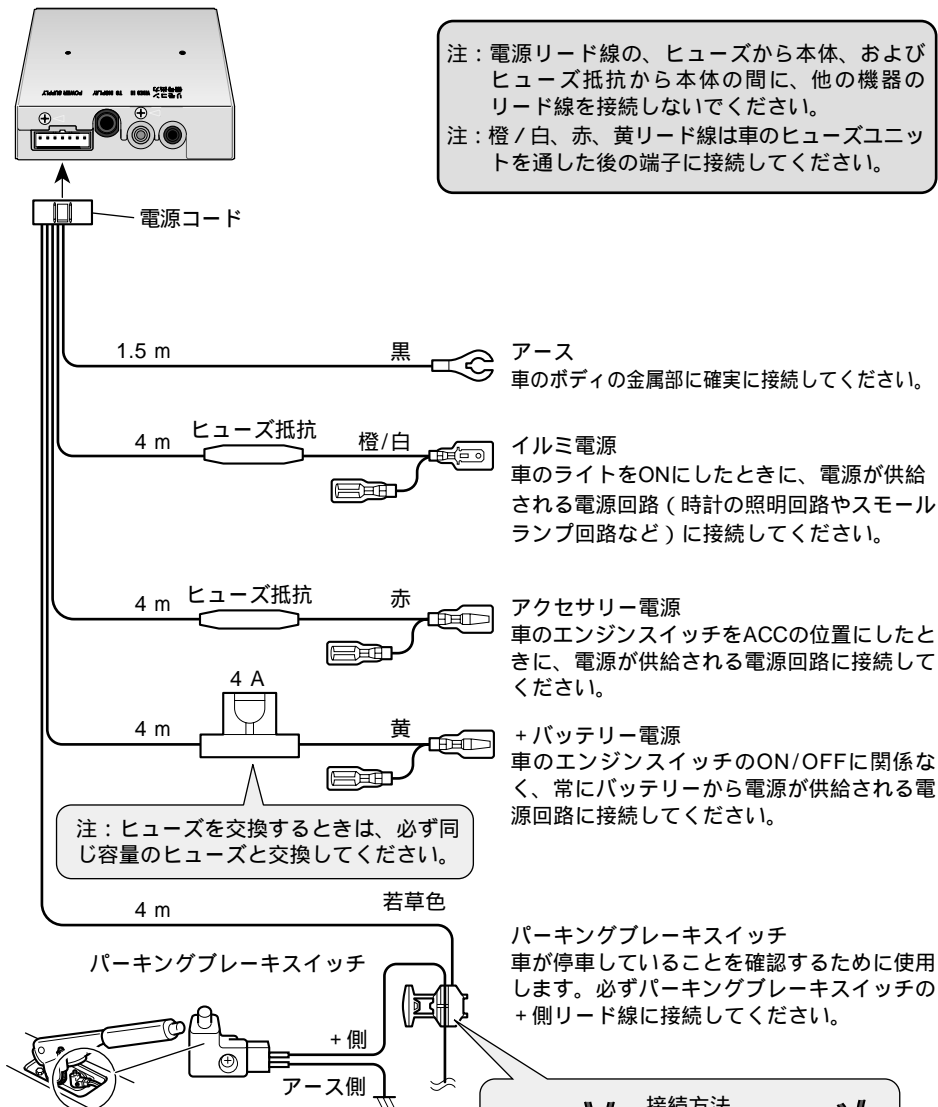 注：電源リード線の、ヒューズから本体、および
ヒューズ抵抗から本体の間に、他の機器の
リード線を接続しないでください。
注：橙／白、赤、黄リード線は車のヒューズユニッ
トを通した後の端子に接続してください。
POWER SUPPLY
TO DISPLAY
VIDEO IN
リモコン
信号出力
電源コード
1.5 m
黒
アース
車のボディの金属部に確実に接続してください。
4 m
ヒューズ抵抗
橙/白
イルミ電源
車のライトをONにしたときに、電源が供給
される電源回路（時計の照明回路やスモール
ランプ回路など）に接続してください。
4 m
ヒューズ抵抗
赤
アクセサリー電源
車のエンジンスイッチをACCの位置にしたと
きに、電源が供給される電源回路に接続して
ください。
4 A
4 m
黄
+バッテリー電源
車のエンジンスイッチのON/OFFに関係な
く、常にバッテリーから電源が供給される電
源回路に接続してください。
注：ヒューズを交換するときは、必ず同
じ容量のヒューズと交換してください。
4 m
若草色
パーキングブレーキスイッチ
パーキングブレーキスイッチ
車が停車していることを確認するために使用
します。必ずパーキングブレーキスイッチの
+側リード線に接続してください。
+側
アース側
接続方法